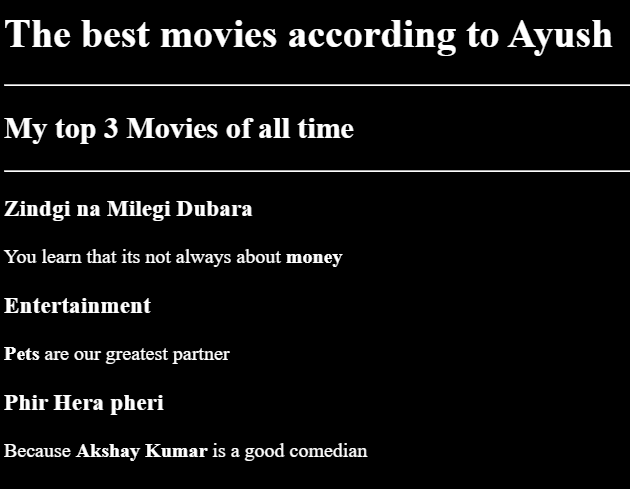 The best movies according to Ayush
My top 3 Movies of all time
Zindgi na Milegi Dubara
You learn that its not always about money
Entertainment
Pets are our greatest partner
Phir Hera pheri
Because Akshay Kumar is a good comedian